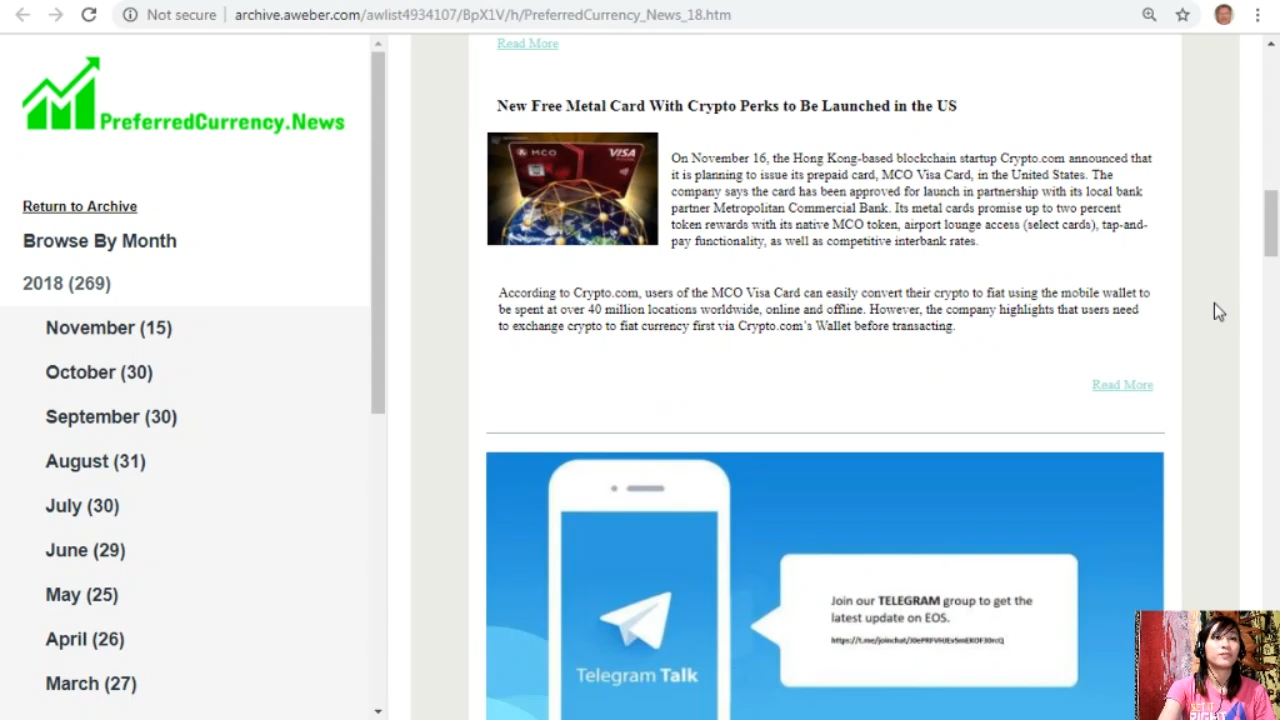 Not secure | archive.aweber.com/awlist4934107/BpX1V/h/PreferredCurrency_News_18.htm
PreferredCurrency.News
Return to Archive
Browse By Month
2018 (269)
November (15)
October (30)
September (30)
August (31)
July (30)
June (29)
May (25)
April (26)
March (27)
Read More
New Free Metal Card With Crypto Perks to Be Launched in the US
MCO VISA
On November 16, the Hong Kong-based blockchain startup Crypto.com announced that
it is planning to issue its prepaid card, MCO Visa Card, in the United States. The
company says the card has been approved for launch in partnership with its local bank
partner Metropolitan Commercial Bank. Its metal cards promise up to two percent
token rewards with its native MCO token, airport lounge access (select cards), tap-and-
pay functionality, as well as competitive interbank rates.
According to Crypto.com, users of the MCO Visa Card can easily convert their crypto to fiat using the mobile wallet to
be spent at over 40 million locations worldwide, online and offline. However, the company highlights that users need
to exchange crypto to fiat currency first via Crypto.com's Wallet before transacting.
Read More
Join our TELEGRAM group to get the
latest update on EOS.
Telegram Talk